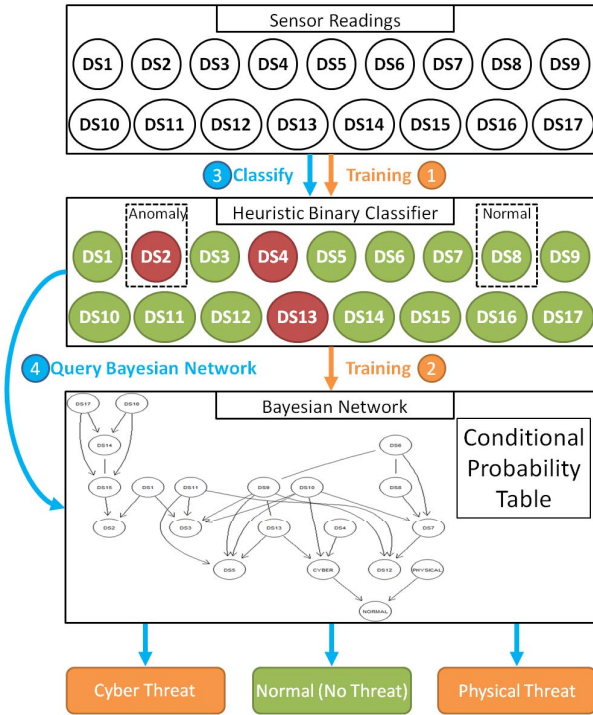 Sensor Readings
DS1 DS2 DS3 DS4 DS5 DS6 DS7 DS8 DS9
DS10 DS11 DS12 DS13 DS14 DS15 DS16 DS17
3 Classify Training 1
Anomaly Heuristic Binary Classifier Normal
DS1 DS2 DS3 DS4 DS5 DS6 DS7 DS8 DS9
DS10 DS11 DS12 DS13 DS14 DS15 DS16 DS17
4 Query Bayesian Network Training 2
Bayesian Network
DS17 DS16
DS14 DS6
Conditional
Probability
Table
DS15 DS1 DS11 DS9 DS10 DS8
DS2 DS3 DS13 DS4 DS7
DS5 CYBER DS12 PHYSICAL
NORMAL
Cyber Threat Normal (No Threat) Physical Threat